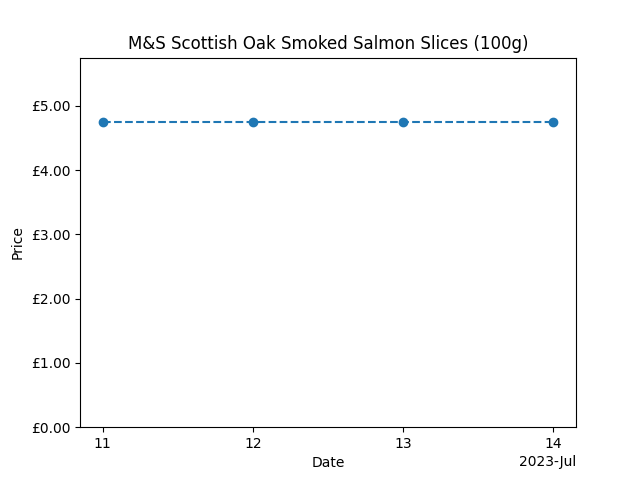 M&S Scottish Oak Smoked Salmon Slices (100g)
£5.00
£4.00
£3.00
£2.00
£1.00
£0.00
Price
11 12 13 14
Date
2023-Jul